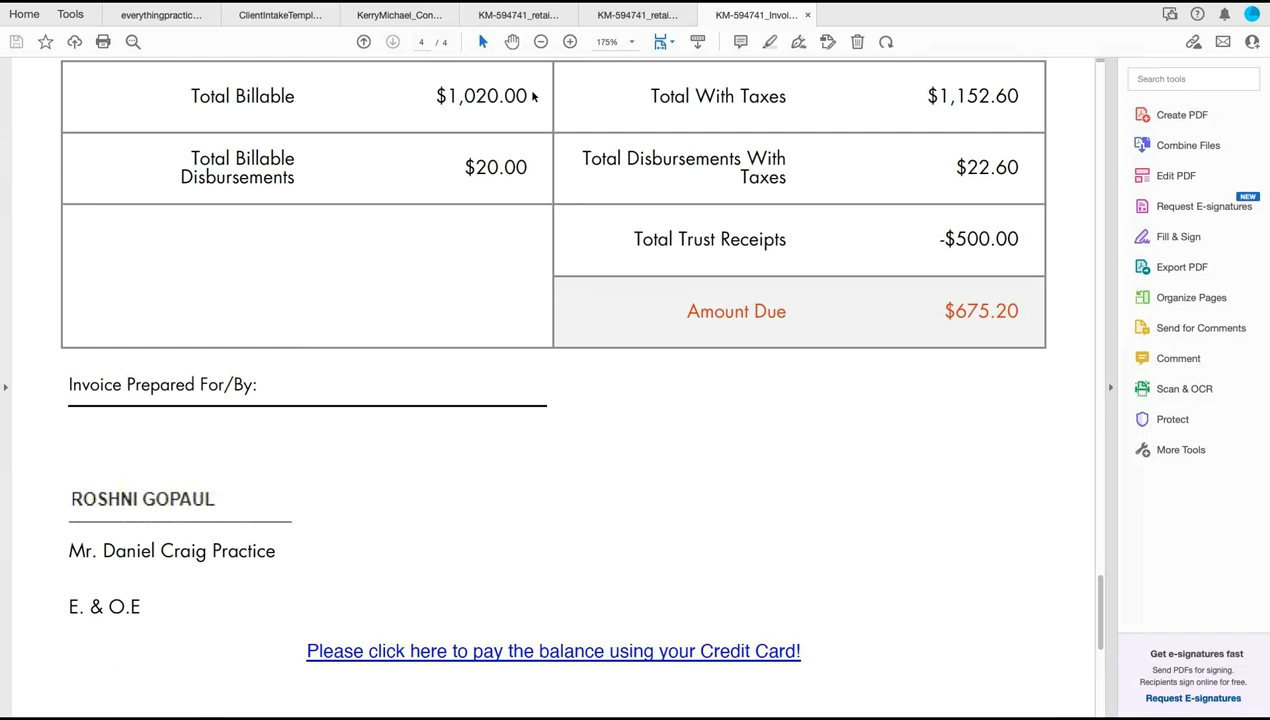 Home Tools everythingpractic... ClientIntakeTempl... KerryMichael_Con... KM-594741_retai... KM-594741_retai... KM-594741_Invoi... ×
4 / 4 175%
Search tools
Create PDF
Combine Files
Edit PDF
NEW
Request E-signatures
Fill & Sign
Export PDF
Organize Pages
Send for Comments
Comment
Scan & OCR
Protect
More Tools
Get e-signatures fast
Send PDFs for signing.
Recipients sign online for free.
Request E-signatures
Total Billable $1,020.00 Total With Taxes $1,152.60
Total Billable
Disbursements $20.00 Total Disbursements With
Taxes $22.60
Total Trust Receipts -$500.00
Amount Due $675.20
Invoice Prepared For/By:
ROSHNI GOPAUL
Mr. Daniel Craig Practice
E. & O.E
Please click here to pay the balance using your Credit Card!